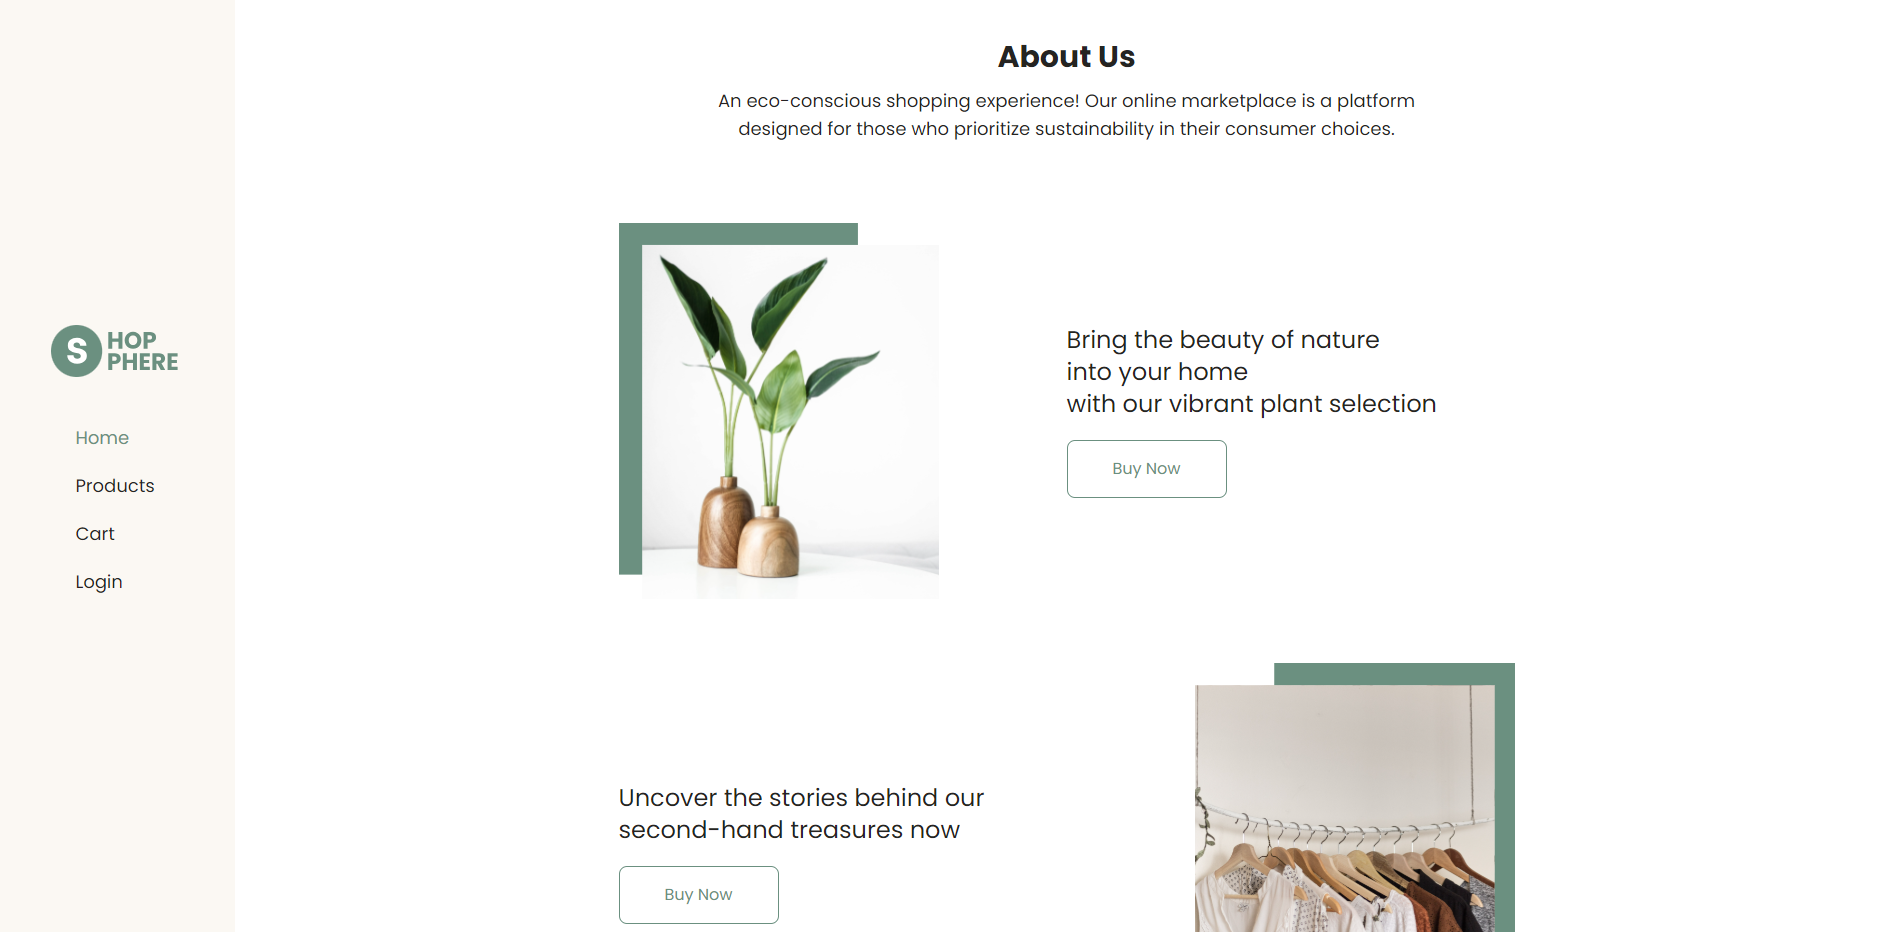 S
HOP
PHERE
Home
Products
Cart
Login
About Us
An eco-conscious shopping experience! Our online marketplace is a platform
designed for those who prioritize sustainability in their consumer choices.
Bring the beauty of nature
into your home
with our vibrant plant selection
Buy Now
Uncover the stories behind our
second-hand treasures now
Buy Now